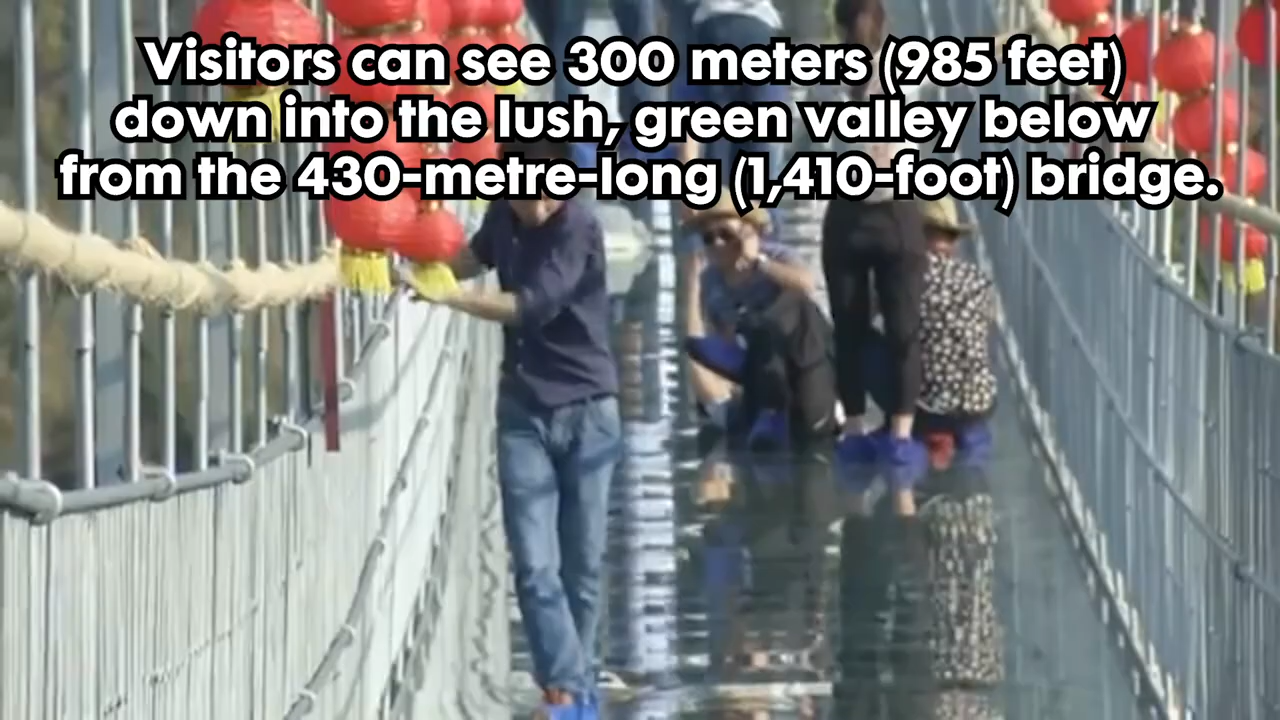 Visitors can see 300 meters (985 feet)
down into the lush, green valley below
from the 430-metre-long (1,410-foot) bridge.